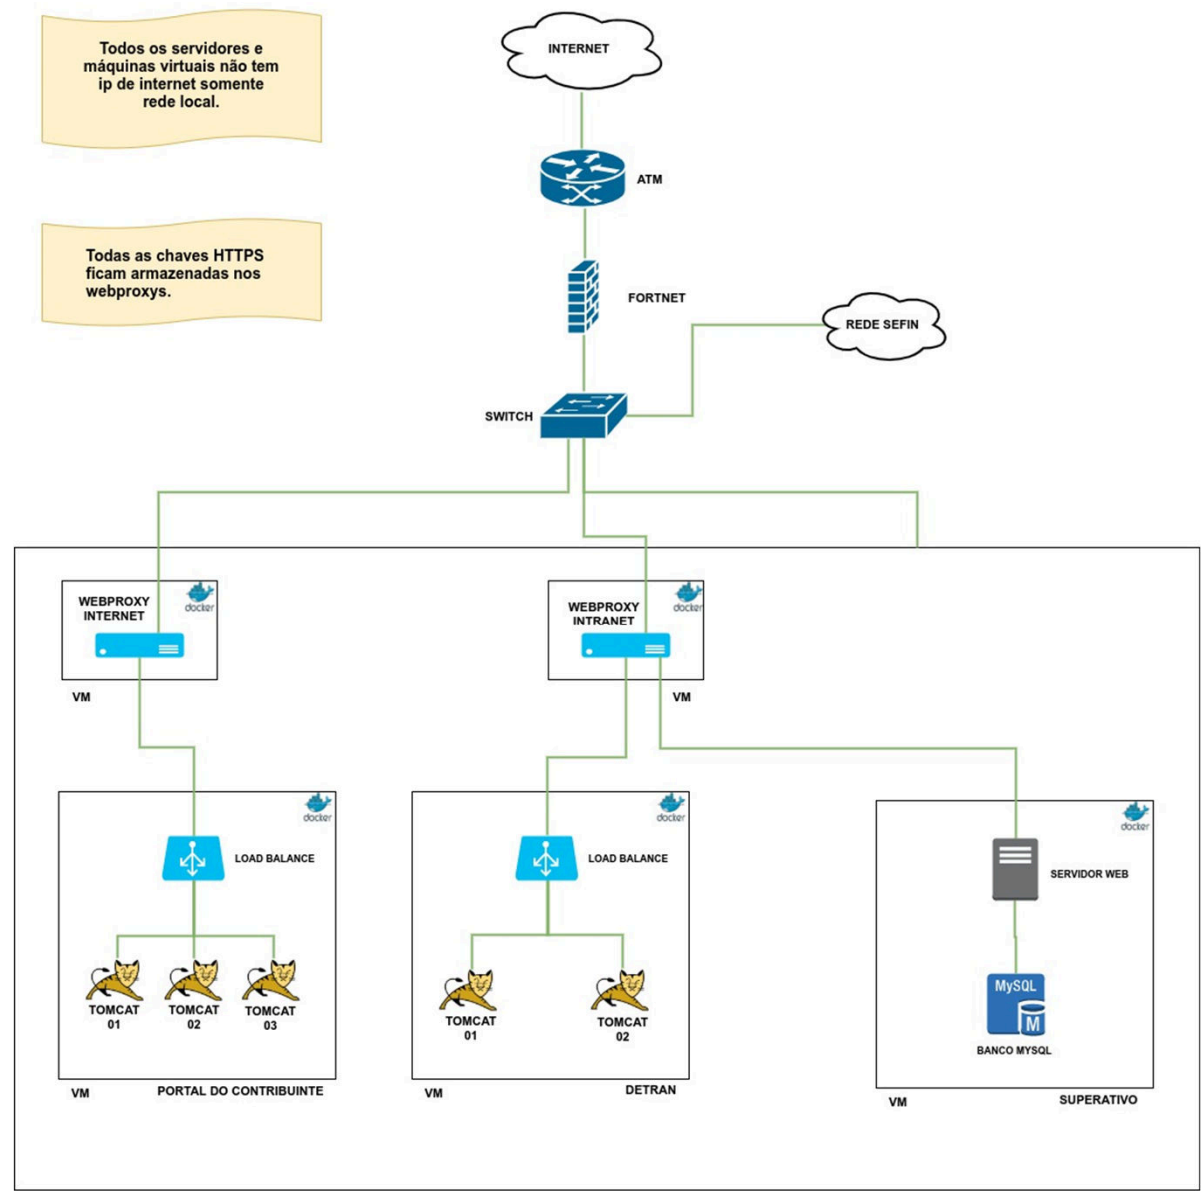 Todos os servidores e
máquinas virtuais não tem
ip de internet somente
rede local.
INTERNET
ATM
Todas as chaves HTTPS
ficam armazenadas nos
webproxys.
FORTNET
REDE SEFIN
SWITCH
WEBPROXY
INTERNET
docker
VM
WEBPROXY
INTRANET
docker
VM
docker
LOAD BALANCE
TOMCAT
01
TOMCAT
02
TOMCAT
03
VM
PORTAL DO CONTRIBUINTE
docker
LOAD BALANCE
TOMCAT
01
TOMCAT
02
VM
DETRAN
docker
SERVIDOR WEB
MySQL
M
BANCO MYSQL
VM
SUPERATIVO